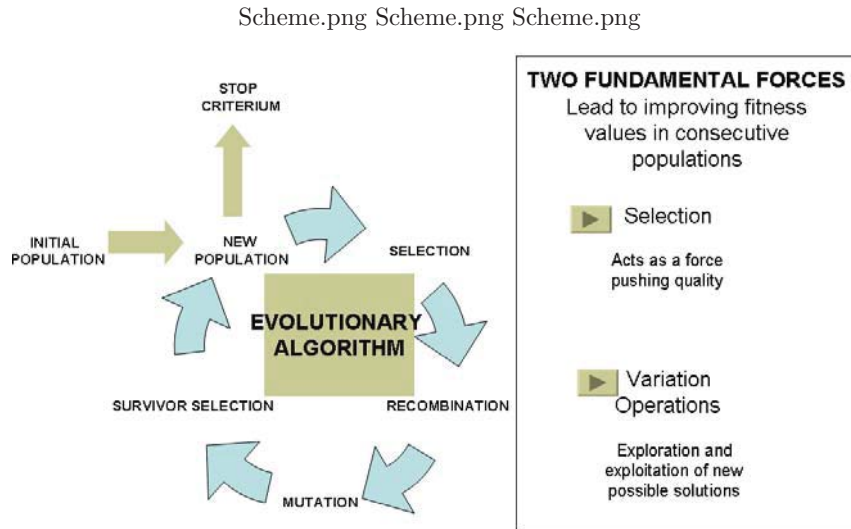 Scheme.png Scheme.png Scheme.png
STOP
CRITERIUM
INITIAL
POPULATION
NEW
POPULATION
SELECTION
EVOLUTIONARY
ALGORITHM
SURVIVOR SELECTION
RECOMBINATION
MUTATION
TWO FUNDAMENTAL FORCES
Lead to improving fitness
values in consecutive
populations
Selection
Acts as a force
pushing quality
Variation
Operations
Exploration and
exploitation of new
possible solutions